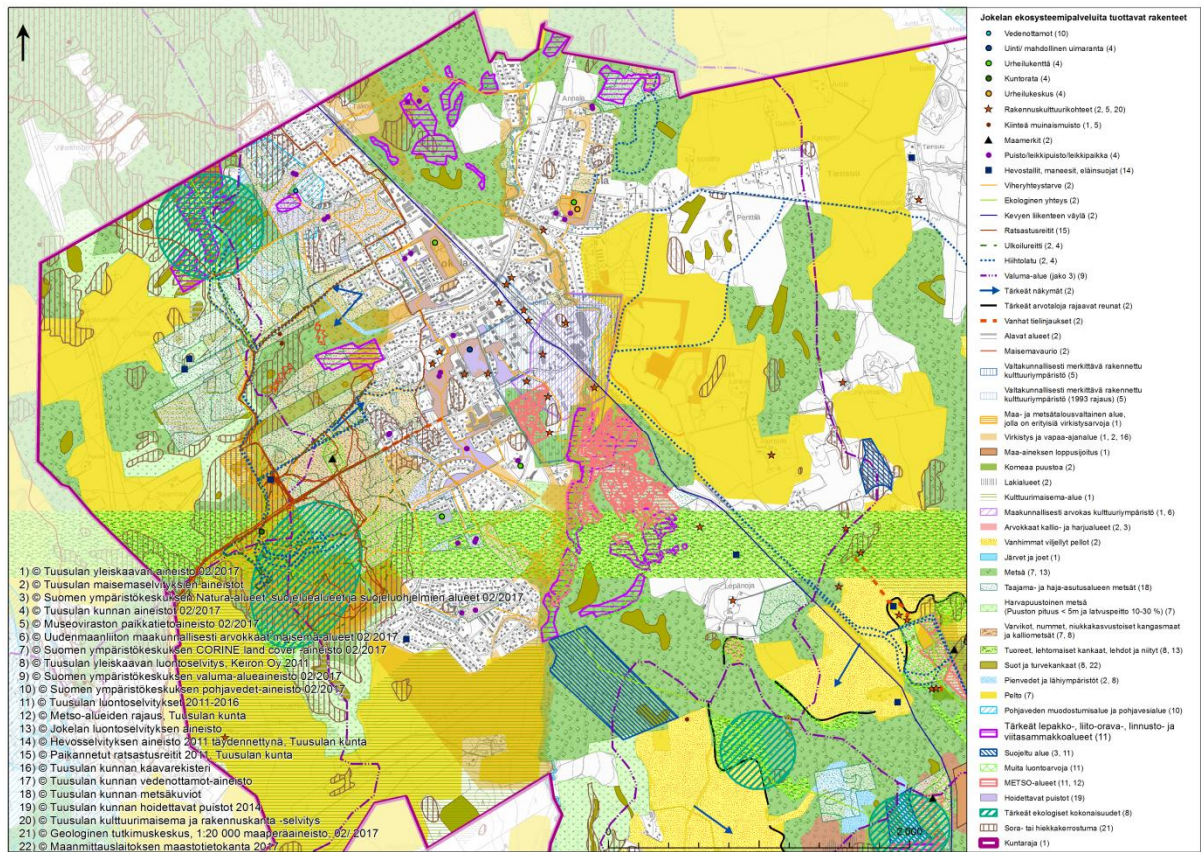 Jokelan ekosysteemipalveluita tuottavat rakenteet
Vedenottamot (10)
Uinti/ mahdollinen uimaranta (4)
Urheilukenttä (4)
Kuntorata (4)
Urheilukeskus (4)
Rakennuskulttuurikohteet (2, 5, 20)
Kiinteä muinaismuisto (1, 5)
Maamerkit (2)
Puisto/leikkipuisto/leikkipaikka (4)
Hevostallit, maneesit, eläinsuojat (14)
Viheryhteystarve (2)
Ekologinen yhteys (2)
Kevyen liikenteen väylä (2)
Ratsastusreitit (15)
Ulkoilureitti (2, 4)
Hiihtolatu (2, 4)
Valuma-alue (jako 3) (9)
Tärkeät näkymät (2)
Tärkeät arvotaloja rajaavat reunat (2)
Vanhat tielinjaukset (2)
Alavat alueet (2)
Maisemavaurio (2)
Valtakunnallisesti merkittävä rakennettu
kulttuuriympäristö (5)
Valtakunnallisesti merkittävä rakennettu
kulttuuriympäristö (1993 rajaus) (5)
Maa- ja metsätalousvaltainen alue,
jolla on erityisiä virkistysarvoja (1)
Virkistys ja vapaa-ajanalue (1, 2, 16)
Maa-aineksen loppusijoitus (1)
Komeaa puustoa (2)
Lakialueet (2)
Kulttuurimaisema-alue (1)
Maakunnallisesti arvokas kulttuuriympäristö (1, 6)
Arvokkaat kallio- ja harjualueet (2, 3)
Vanhimmat viljellyt pellot (2)
Järvet ja joet (1)
Metsä (7, 13)
Taajama- ja haja-asutusalueen metsät (18)
Harvapuustoinen metsä
(Puuston pituus < 5m ja latvuspeitto 10-30 %) (7)
Varvikot, nummet, niukkakasvustoiset kangasmaat
ja kalliometsät (7, 8)
Tuoreet, lehtomaiset kankaat, lehdot ja niityt (8, 13)
Suot ja turvekankaat (8, 22)
Pienvedet ja lähiympäristöt (2, 8)
Pelto (7)
Pohjaveden muodostumisalue ja pohjavesialue (10)
Tärkeät lepakko-, liito-orava-, linnusto- ja
viitasammakkoalueet (11)
Suojeltu alue (3, 11)
Muita luontoarvoja (11)
METSO-alueet (11, 12)
Hoidettavat puistot (19)
Tärkeät ekologiset kokonaisuudet (8)
Sora- tai hiekkakerrostuma (21)
Kuntaraja (1)
Anttila
Penttilä
Tiensuu
Lepänoja
1) © Tuusulan yleiskaavan aineisto 02/2017
2) © Tuusulan maisemaselvityksien aineistot
3) © Suomen ympäristökeskuksen Natura-alueet, suojelualueet ja suojeluohjelmien alueet 02/2017
4) © Tuusulan kunnan aineistot 02/2017
5) © Museoviraston paikkatietoaineisto 02/2017
6) © Uudenmaanliiton maakunnallisesti arvokkaat maisema-alueet 02/2017
7) © Suomen ympäristökeskuksen CORINE land cover -aineisto 02/2017
8) © Tuusulan yleiskaavan luontoselvitys, Keiron Oy 2011
9) © Suomen ympäristökeskuksen valuma-alueaineisto 02/2017
10) © Suomen ympäristökeskuksen pohjavedet-aineisto 02/2017
11) © Tuusulan luontoselvitykset 2011-2016
12) © Metso-alueiden rajaus, Tuusulan kunta
13) © Jokelan luontoselvityksen aineisto
14) © Hevosselvityksen aineisto 2011 täydennettynä, Tuusulan kunta
15) © Paikannetut ratsastusreitit 2011, Tuusulan kunta
16) © Tuusulan kunnan kaavarekisteri
17) © Tuusulan kunnan vedenottamot-aineisto
18) © Tuusulan kunnan metsäkuviot
19) © Tuusulan kunnan hoidettavat puistot 2014
20) © Tuusulan kulttuurimaisema ja rakennuskanta -selvitys
21) © Geologinen tutkimuskeskus, 1:20 000 maaperäaineisto, 02/ 2017
22) © Maanmittauslaitoksen maastotietokanta 2017
0 2 000